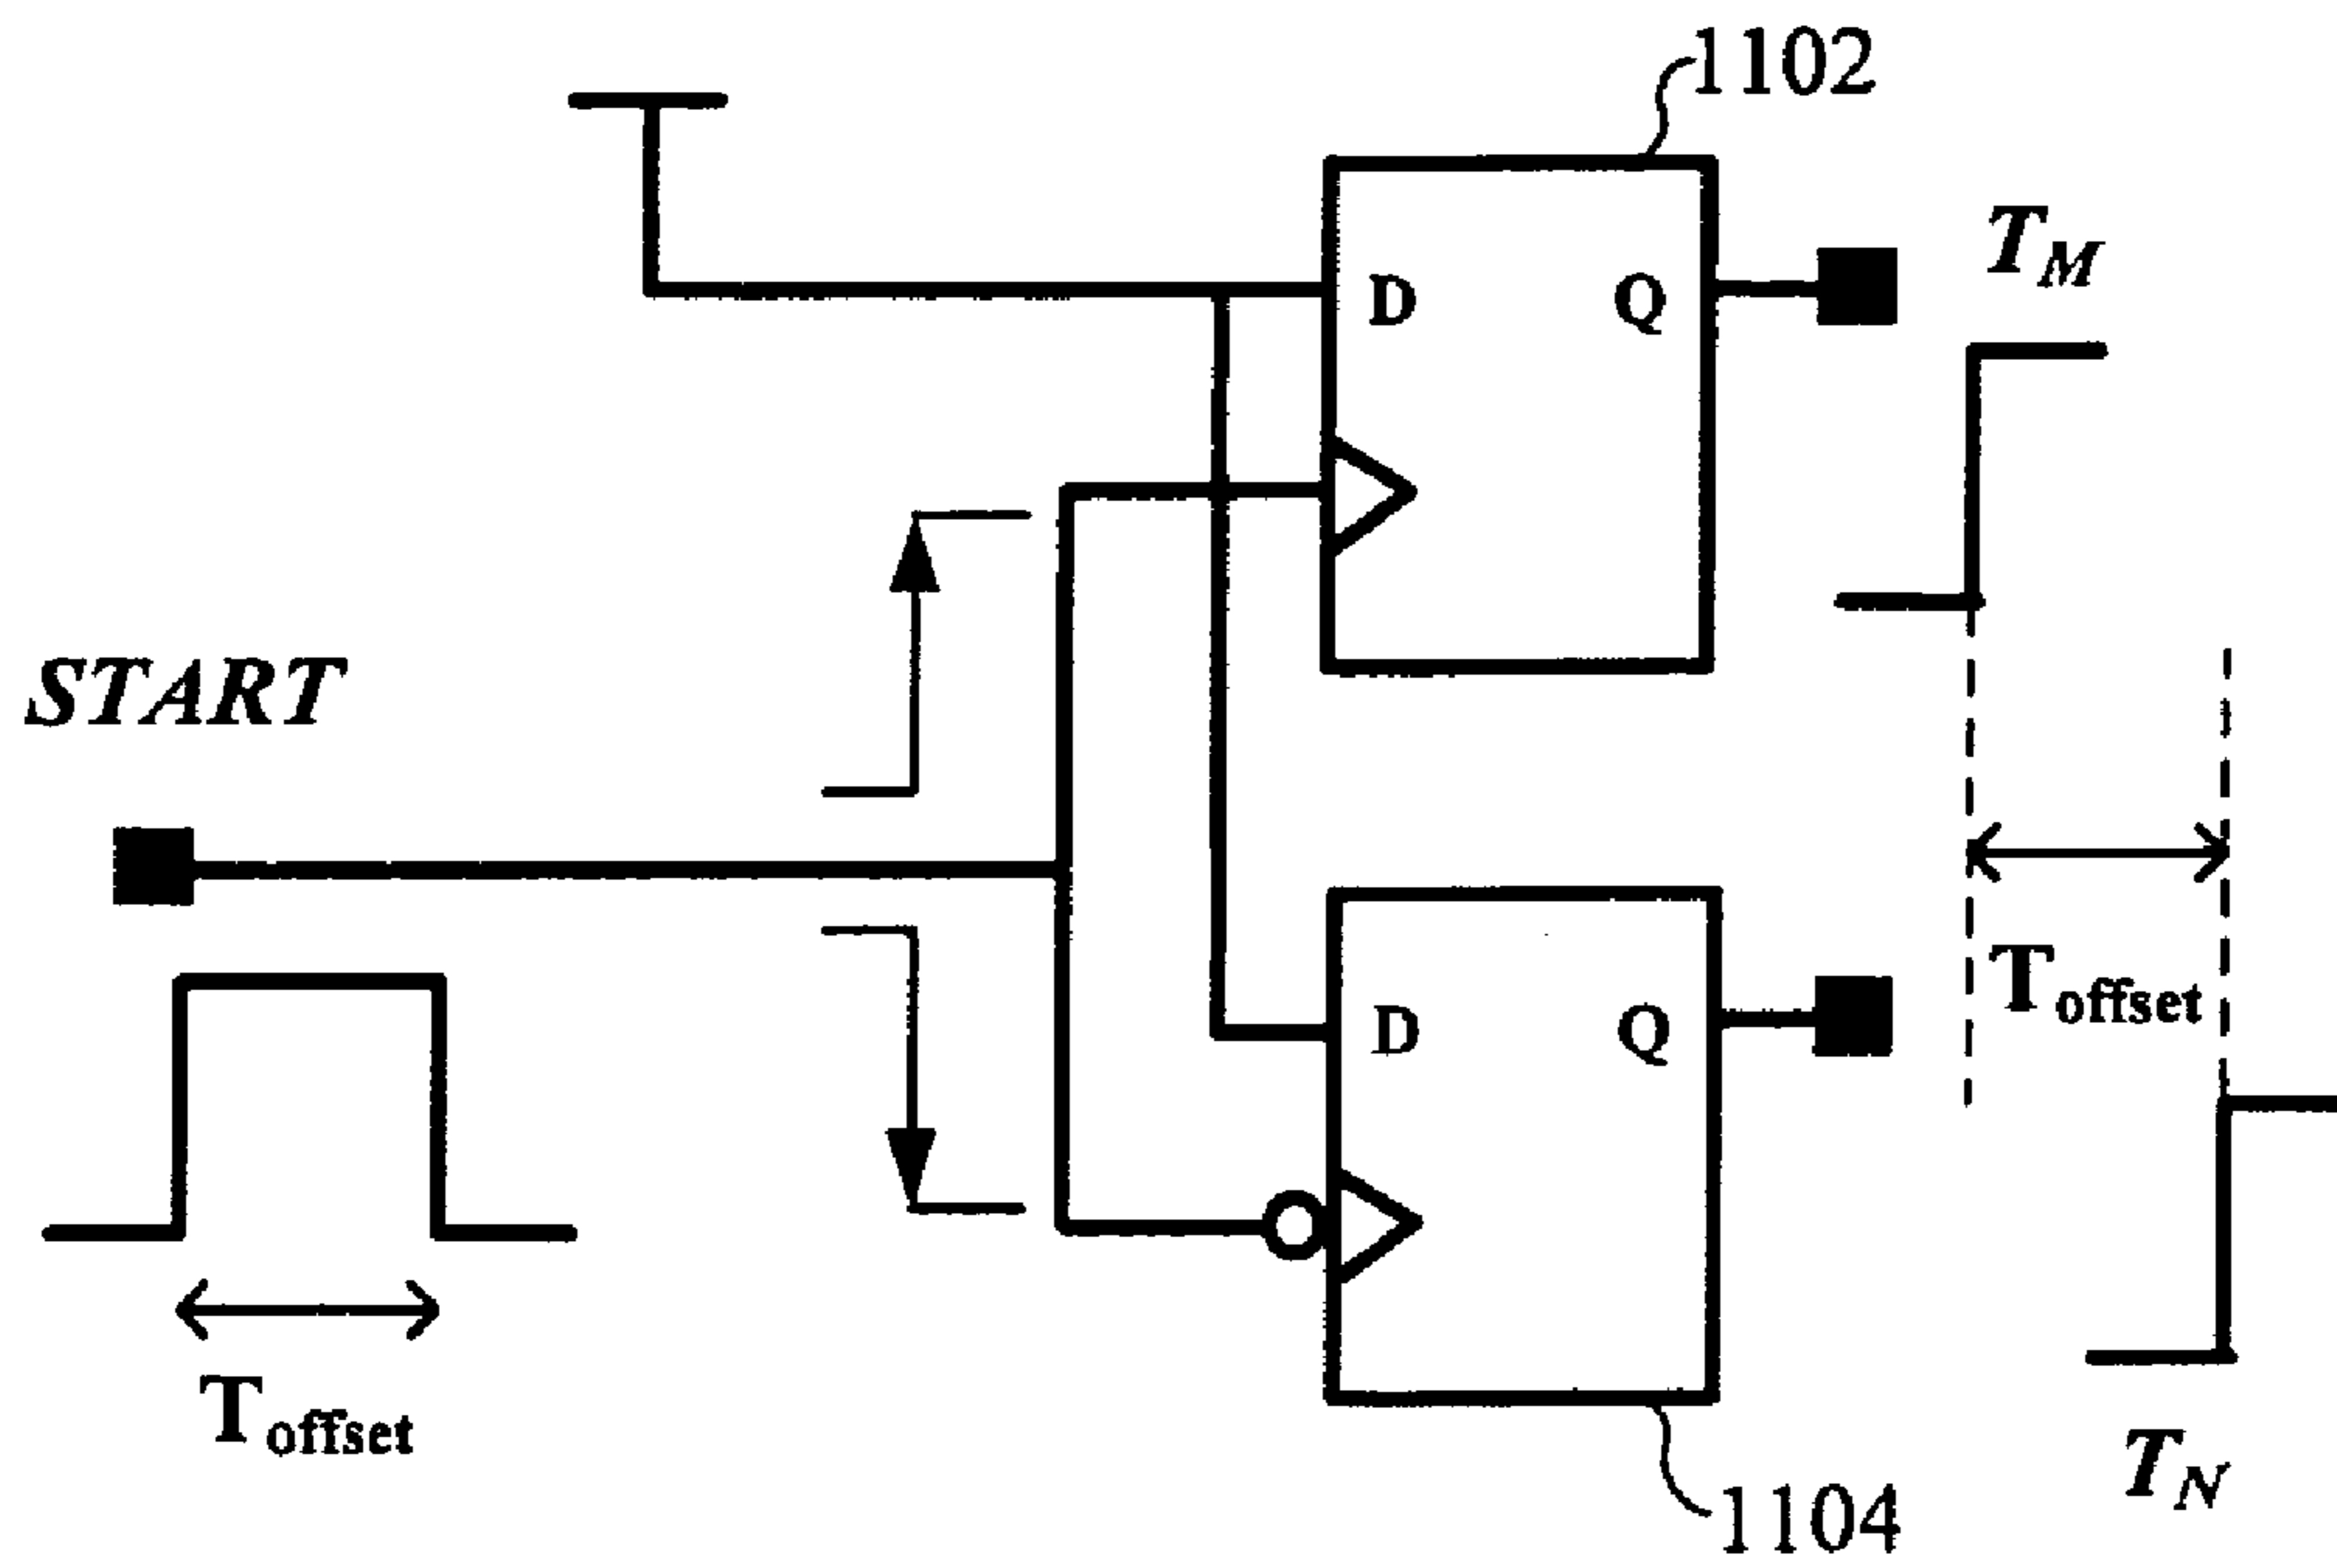 1102
T_M
D Q
START
T_offset
D Q
T_offset
T_N
1104